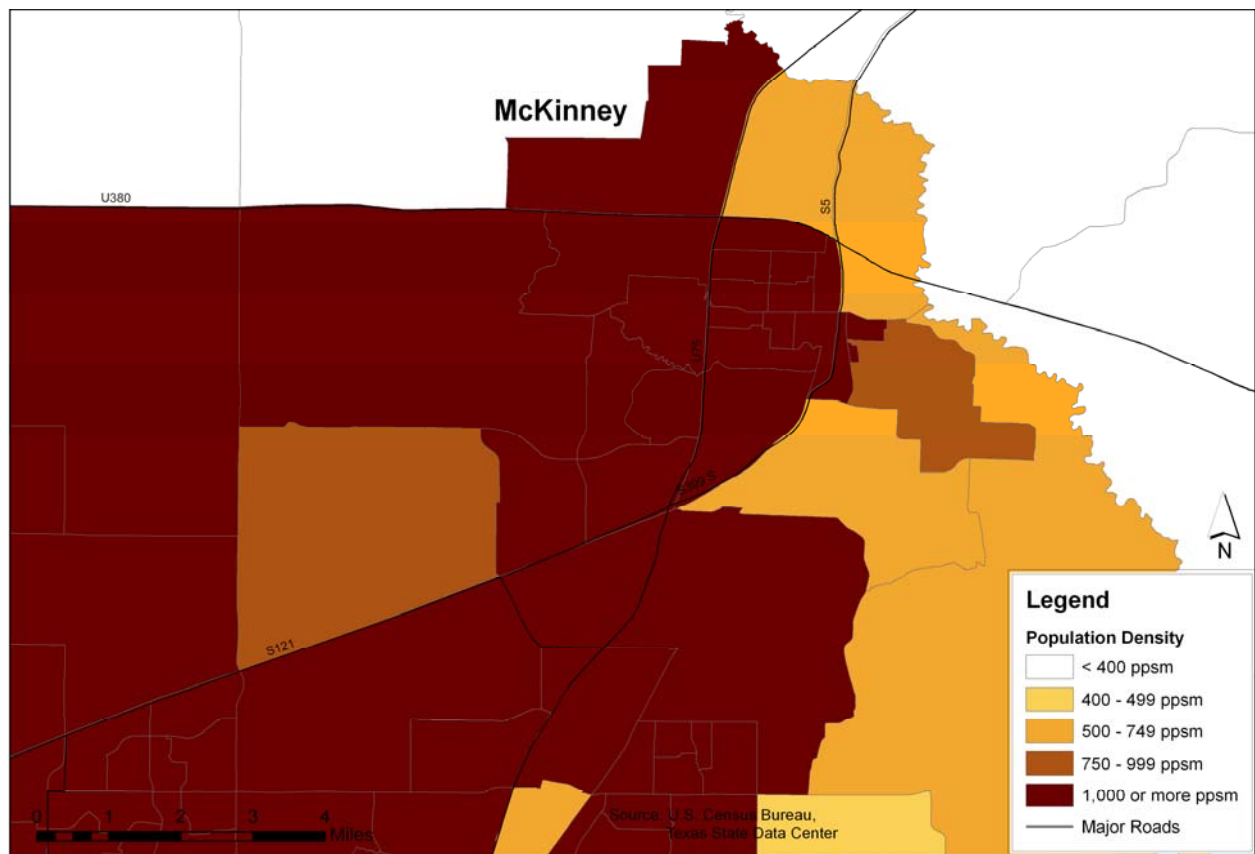 McKinney
U380
S5
U75
S399 S
S121
N
Legend
Population Density
< 400 ppsm
400 - 499 ppsm
500 - 749 ppsm
750 - 999 ppsm
1,000 or more ppsm
Major Roads
0 1 2 3 4
Miles
Source: U.S. Census Bureau,
Texas State Data Center